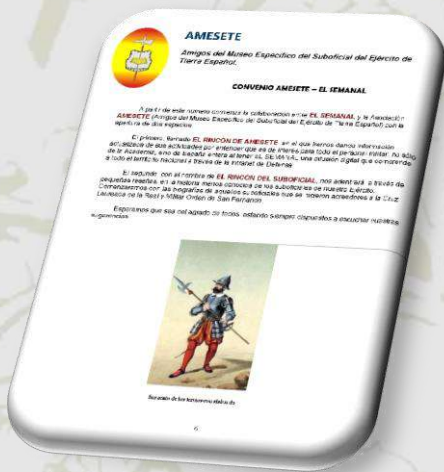 AMESETE
Amigos del Museo Específico del Suboficial del Ejército de
Tierra Español.
CONVENIO AMESETE – EL SEMANAL
A partir de este número comienza la colaboración entre EL SEMANAL y la Asociación
AMESETE (Amigos del Museo Específico del Suboficial del Ejército de Tierra Español) con la
apertura de dos espacios
El primero, llamado EL RINCÓN DE AMESETE en el que iremos dando información
actualizada de sus actividades por entender que es de interés para todo el personal militar, no sólo
de la Academia, sino de España entera al tener EL SEMANAL una difusión digital que comprende
a todo el territorio nacional a través de la intranet de Defensa.
El segundo, con el nombre de EL RINCÓN DEL SUBOFICIAL, nos adentrará a través de
pequeñas reseñas, en la historia menos conocida de los suboficiales de nuestro Ejército.
Comenzaremos con las biografías de aquellos suboficiales que se hicieron acreedores a la Cruz
Laureada de la Real y Militar Orden de San Fernando.
Esperamos que sea del agrado de todos, estando siempre dispuestos a escuchar vuestras
sugerencias.
6